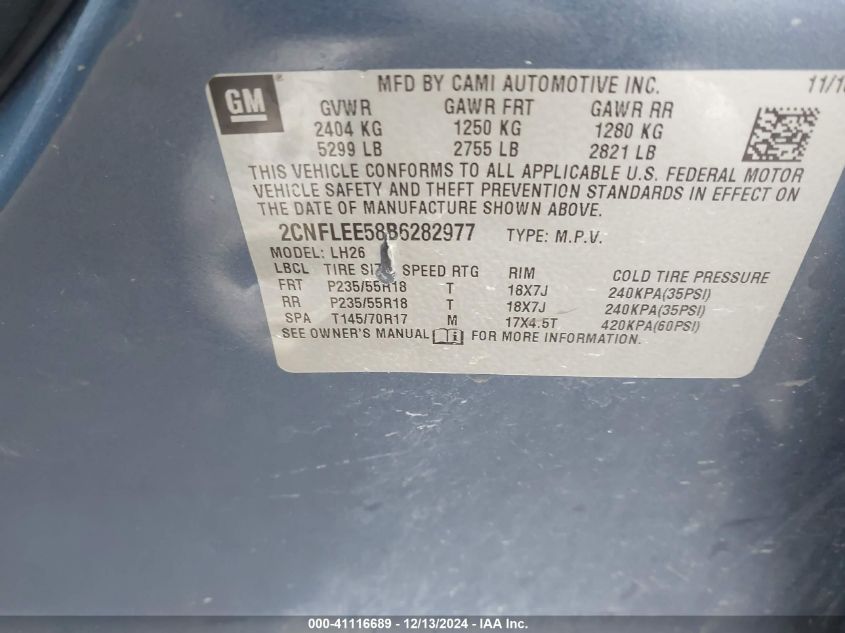 GM ®
MFD BY CAMI AUTOMOTIVE INC. 11/
GVWR GAWR FRT GAWR RR
2404 KG 1250 KG 1280 KG
5299 LB 2755 LB 2821 LB
THIS VEHICLE CONFORMS TO ALL APPLICABLE U.S. FEDERAL MOTOR
VEHICLE SAFETY AND THEFT PREVENTION STANDARDS IN EFFECT ON
THE DATE OF MANUFACTURE SHOWN ABOVE.
2CNFLEE58B6282977 TYPE: M.P.V.
MODEL: LH26
LBCL TIRE SIZE SPEED RTG RIM COLD TIRE PRESSURE
FRT P235/55R18 T 18X7J 240KPA(35PSI)
RR P235/55R18 T 18X7J 240KPA(35PSI)
SPA T145/70R17 M 17X4.5T 420KPA(60PSI)
SEE OWNER'S MANUAL FOR MORE INFORMATION.
000-41116689 - 12/13/2024 - IAA Inc.